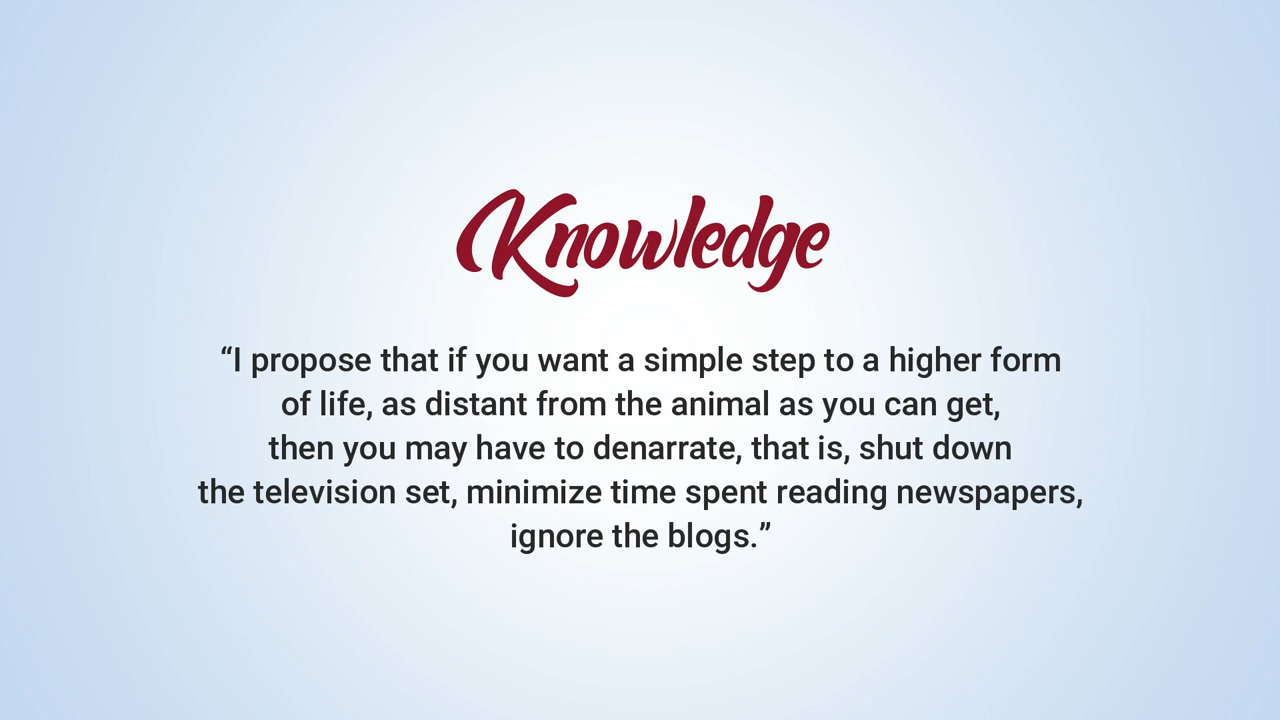 Knowledge
“I propose that if you want a simple step to a higher form
of life, as distant from the animal as you can get,
then you may have to denarrate, that is, shut down
the television set, minimize time spent reading newspapers,
ignore the blogs.”